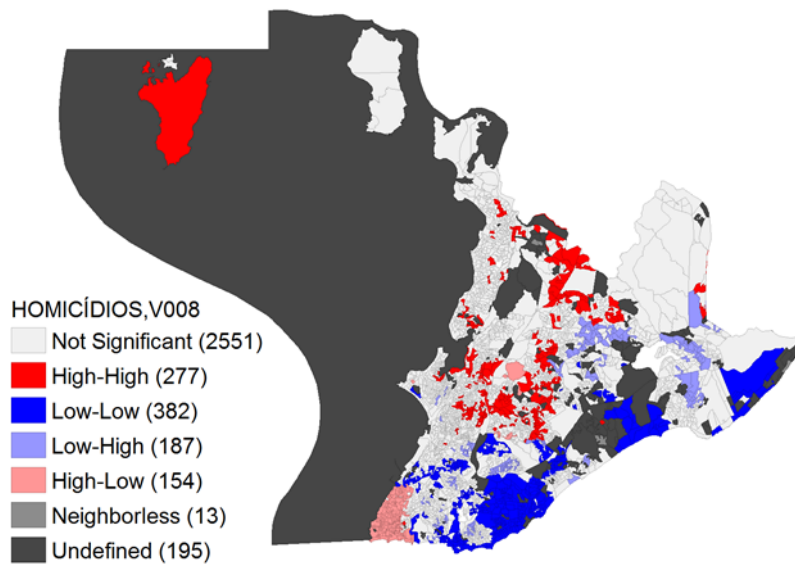 HOMICÍDIOS,V008
Not Significant (2551)
High-High (277)
Low-Low (382)
Low-High (187)
High-Low (154)
Neighborless (13)
Undefined (195)